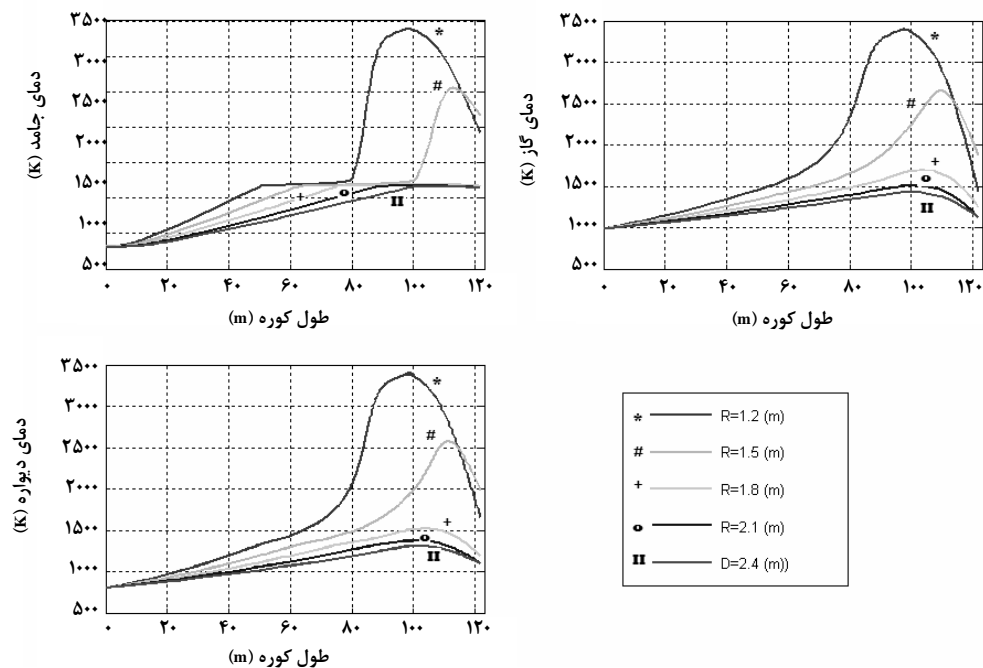 ۳۵۰۰
۳۰۰۰
۲۵۰۰
۲۰۰۰
۱۵۰۰
۱۰۰۰
۵۰۰
دمای جامد (K)
*
#
+
o
II
۰ ۲۰ ۴۰ ۶۰ ۸۰ ۱۰۰ ۱۲۰
طول کوره (m)
۳۵۰۰
۳۰۰۰
۲۵۰۰
۲۰۰۰
۱۵۰۰
۱۰۰۰
۵۰۰
دمای گاز (K)
*
#
+
o
II
۰ ۲۰ ۴۰ ۶۰ ۸۰ ۱۰۰ ۱۲۰
طول کوره (m)
۳۵۰۰
۳۰۰۰
۲۵۰۰
۲۰۰۰
۱۵۰۰
۱۰۰۰
۵۰۰
دمای دیواره (K)
*
#
+
o
II
۰ ۲۰ ۴۰ ۶۰ ۸۰ ۱۰۰ ۱۲۰
طول کوره (m)
* R=1.2 (m)
# R=1.5 (m)
+ R=1.8 (m)
o R=2.1 (m)
II D=2.4 (m))